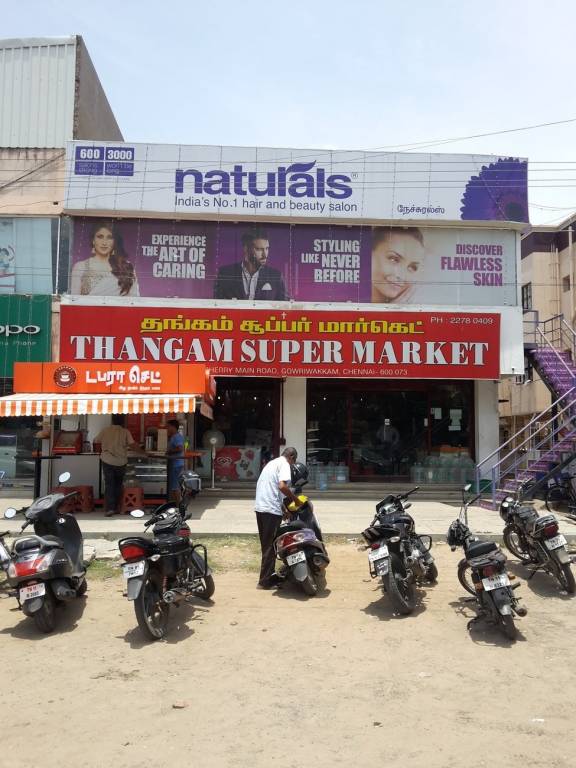 600 3000
naturals
India's No.1 hair and beauty salon
நேச்சுரல்ஸ்
EXPERIENCE
THE ART OF
CARING
STYLING
LIKE NEVER
BEFORE
DISCOVER
FLAWLESS
SKIN
oppo
தங்கம் சூப்பர் மார்கெட்
PH : 2278 0409
THANGAM SUPER MARKET
HERRY MAIN ROAD, GOWRIWAKKAM, CHENNAI- 600 073
டபரா செட்